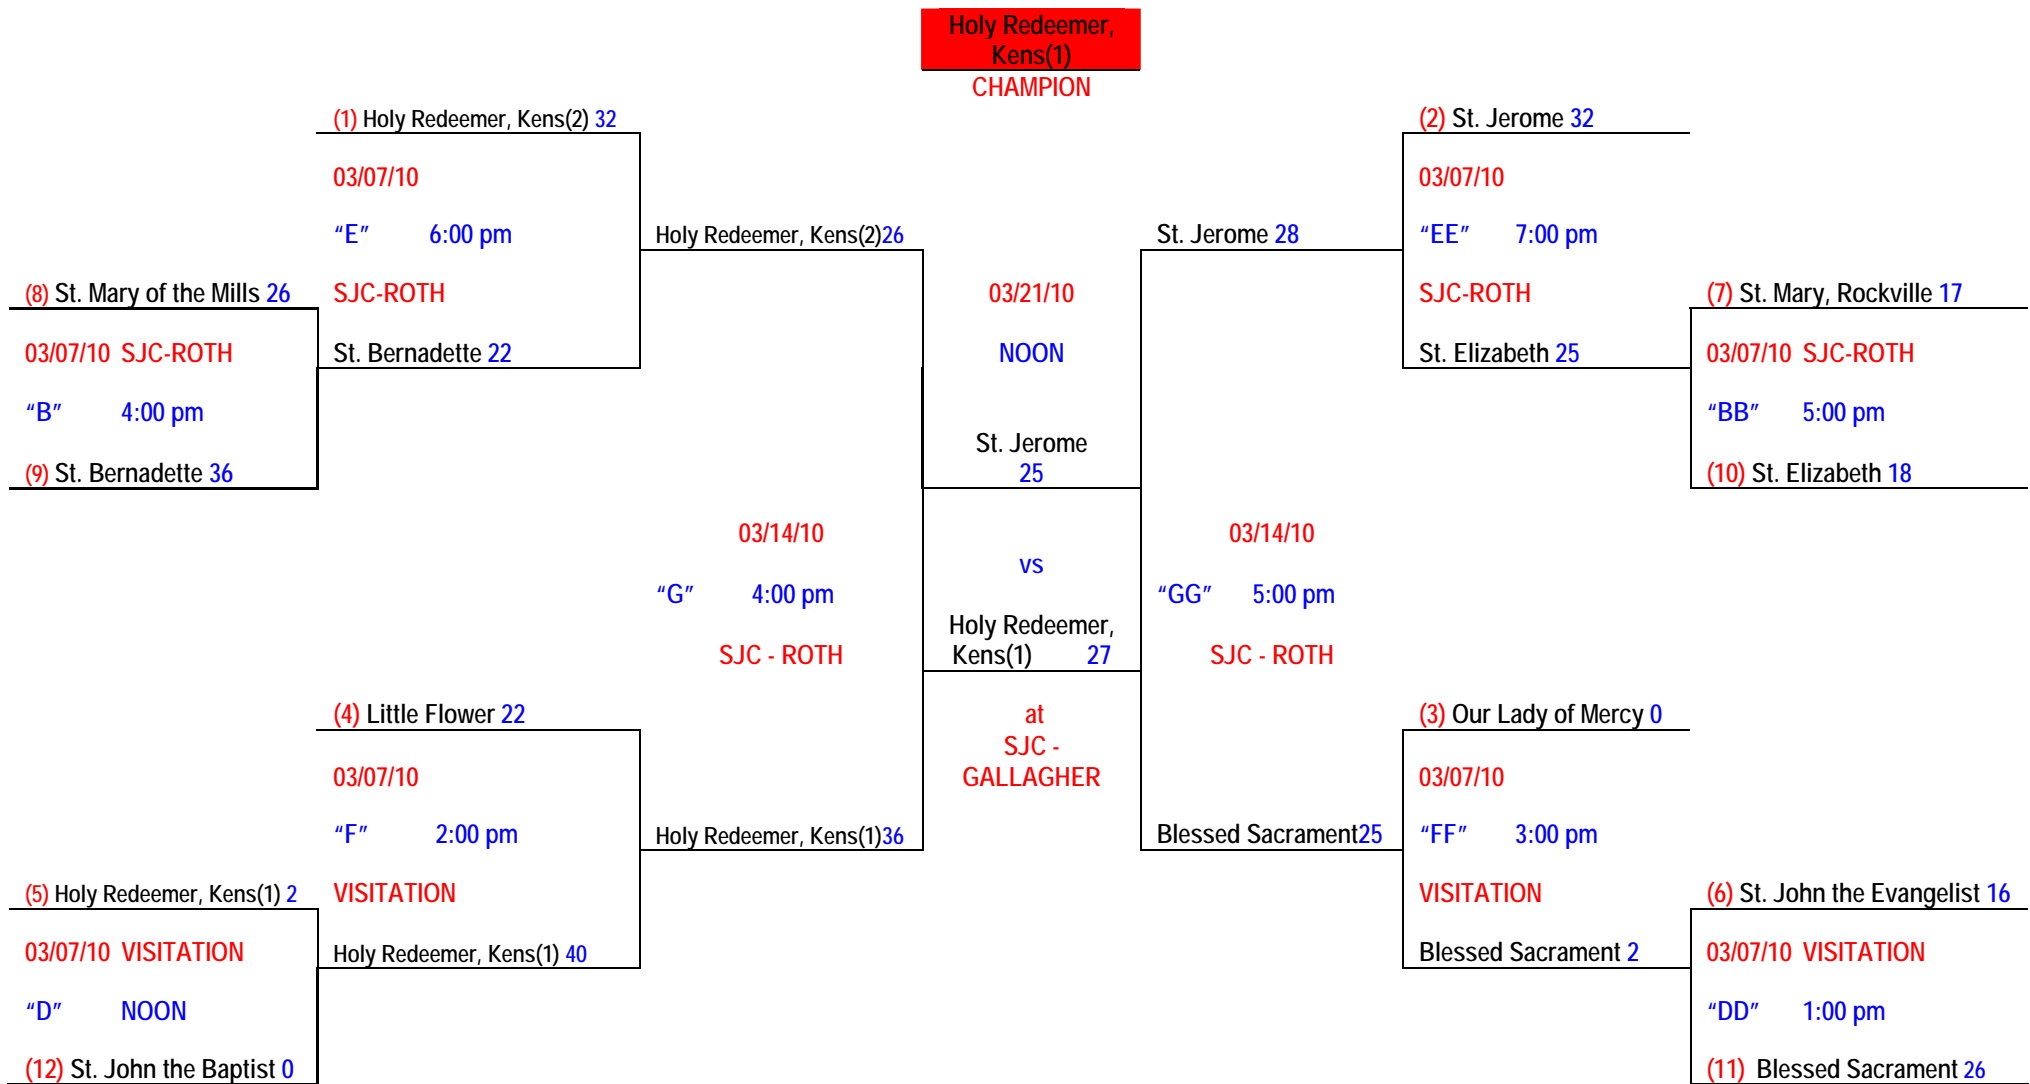 Holy Redeemer,
Kens(1)
CHAMPION
(1) Holy Redeemer, Kens(2) 32
(2) St. Jerome 32
03/07/10
03/07/10
“E” 6:00 pm
Holy Redeemer, Kens(2)26
St. Jerome 28
“EE” 7:00 pm
(8) St. Mary of the Mills 26
SJC-ROTH
03/21/10
SJC-ROTH
(7) St. Mary, Rockville 17
03/07/10 SJC-ROTH
St. Bernadette 22
NOON
St. Elizabeth 25
03/07/10 SJC-ROTH
“B” 4:00 pm
“BB” 5:00 pm
St. Jerome
25
(9) St. Bernadette 36
(10) St. Elizabeth 18
03/14/10
03/14/10
vs
“G” 4:00 pm
“GG” 5:00 pm
Holy Redeemer,
Kens(1) 27
SJC - ROTH
SJC - ROTH
(4) Little Flower 22
at
SJC -
GALLAGHER
(3) Our Lady of Mercy 0
03/07/10
03/07/10
“F” 2:00 pm
Holy Redeemer, Kens(1)36
Blessed Sacrament25
“FF” 3:00 pm
(5) Holy Redeemer, Kens(1) 2
VISITATION
VISITATION
(6) St. John the Evangelist 16
03/07/10 VISITATION
Holy Redeemer, Kens(1) 40
Blessed Sacrament 2
03/07/10 VISITATION
“D” NOON
“DD” 1:00 pm
(12) St. John the Baptist 0
(11) Blessed Sacrament 26